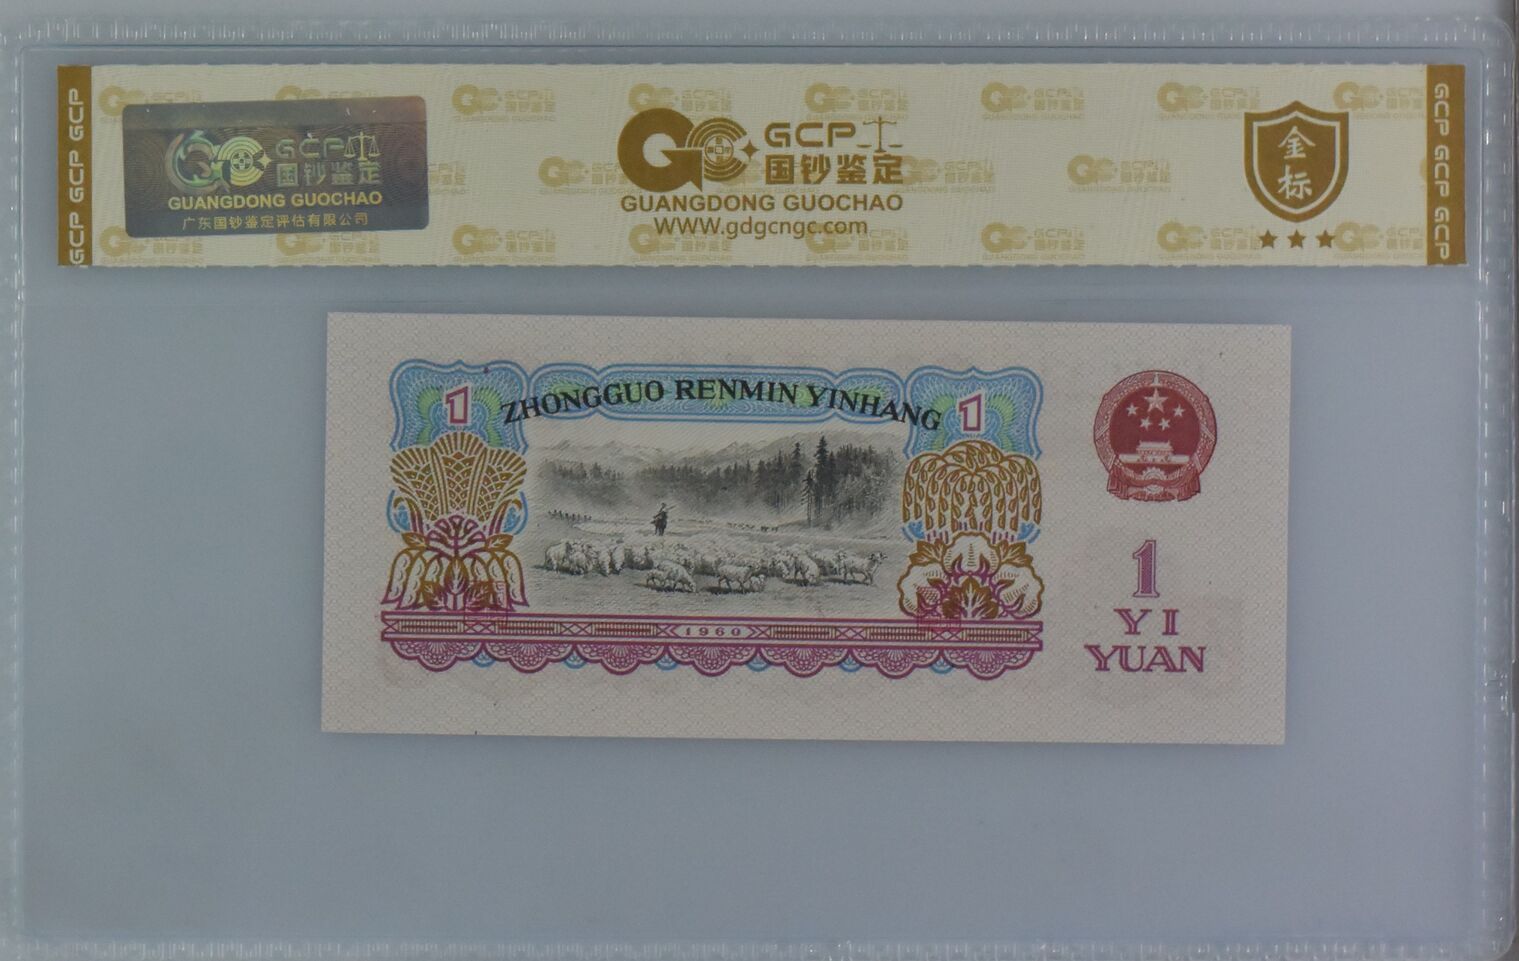 GCP GCP GCP
GCP
国钞鉴定
GUANGDONG GUOCHAO
广东国钞鉴定评估有限公司
GCP
国钞鉴定
GUANGDONG GUOCHAO
WWW.gdgcngc.com
金
标
GCP GCP GCP
1
ZHONGGUO RENMIN YINHANG
1
1960
1
YI
YUAN